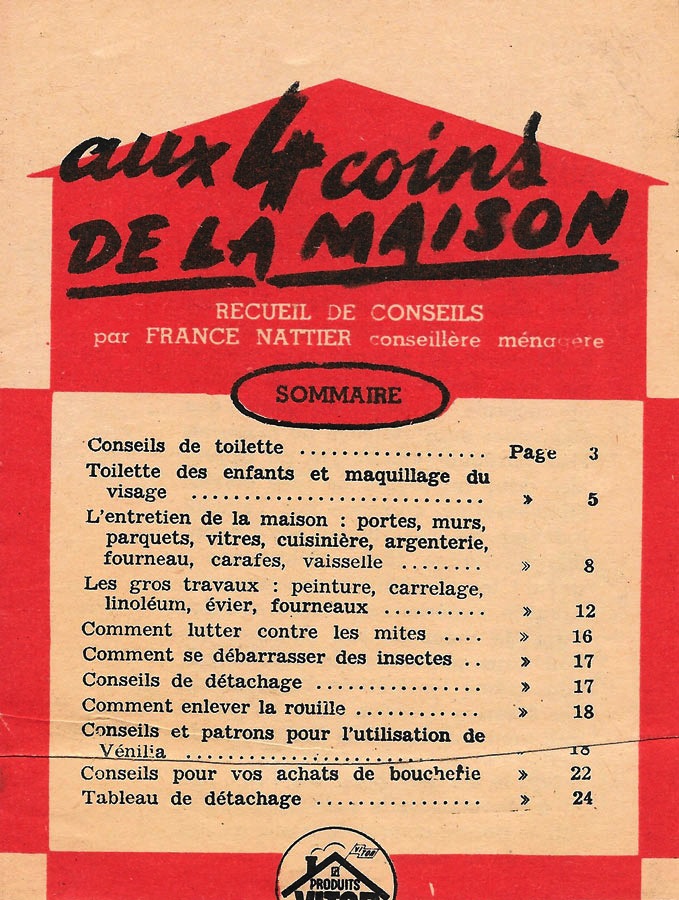 aux 4 coins
DE LA MAISON
RECUEIL DE CONSEILS
par FRANCE NATTIER conseillère ménagère
SOMMAIRE
Conseils de toilette .................. Page 3
Toilette des enfants et maquillage du
visage ............................. » 5
L'entretien de la maison : portes, murs,
parquets, vitres, cuisinière, argenterie,
fourneau, carafes, vaisselle ........ » 8
Les gros travaux : peinture, carrelage,
linoléum, évier, fourneaux .......... » 12
Comment lutter contre les mites .... » 16
Comment se débarrasser des insectes .. » 17
Conseils de détachage ................ » 17
Comment enlever la rouille ............ » 18
Conseils et patrons pour l'utilisation de
Vénilia ........................... » 18
Conseils pour vos achats de boucherie » 22
Tableau de détachage ................ » 24
VITOR
PRODUITS
VITOR